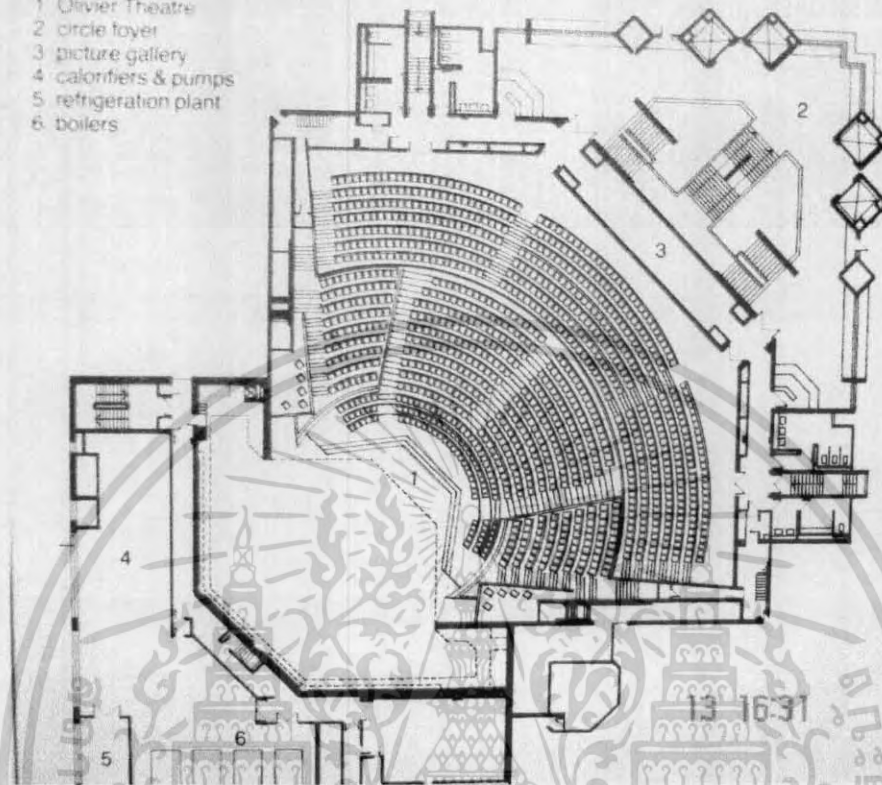 1 Olivier Theatre
2 circle foyer
3 picture gallery
4 calorifiers & pumps
5 refrigeration plant
6 boilers
2
3
1
4
13 16:31
6
5